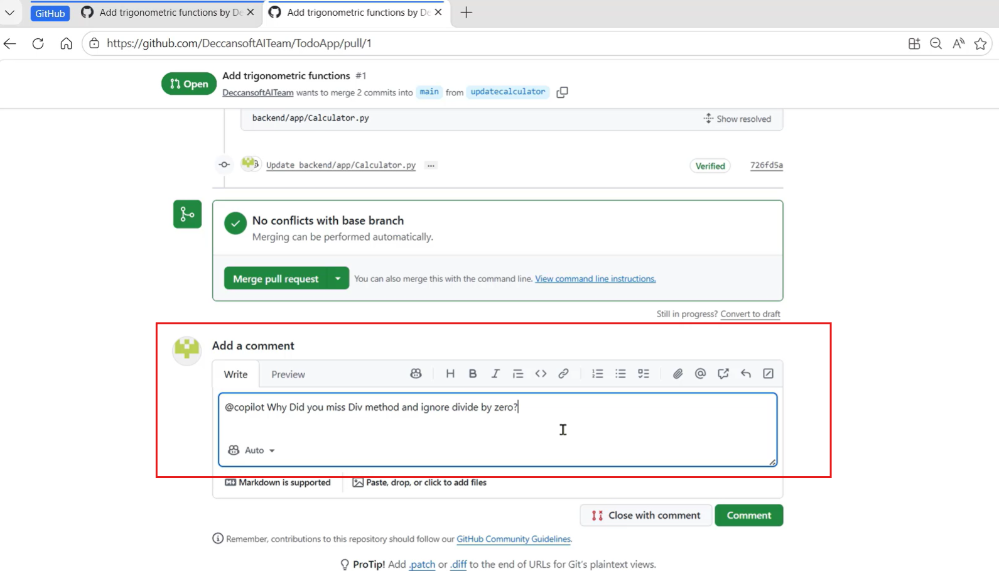 GitHub
Add trigonometric functions by De
Add trigonometric functions by De
https://github.com/DeccansoftAITeam/TodoApp/pull/1
Open
Add trigonometric functions #1
DeccansoftAITeam wants to merge 2 commits into main from updatecalculator
backend/app/Calculator.py
Show resolved
Update backend/app/Calculator.py ...
Verified
726fd5a
No conflicts with base branch
Merging can be performed automatically.
Merge pull request
You can also merge this with the command line. View command line instructions.
Still in progress? Convert to draft
Add a comment
Write
Preview
@copilot Why Did you miss Div method and ignore divide by zero?
Auto
Markdown is supported
Paste, drop, or click to add files
Close with comment
Comment
Remember, contributions to this repository should follow our GitHub Community Guidelines.
ProTip! Add .patch or .diff to the end of URLs for Git's plaintext views.